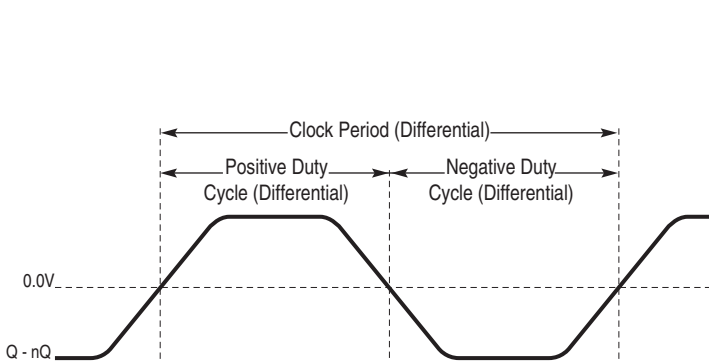 Clock Period (Differential)
Positive Duty
Cycle (Differential)
Negative Duty
Cycle (Differential)
0.0V
Q - nQ